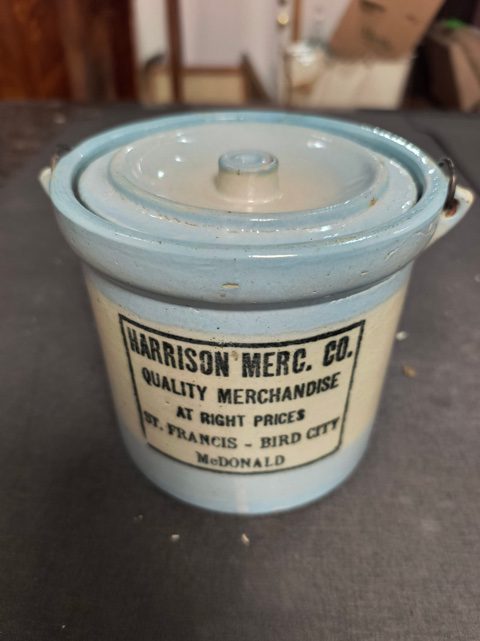 HARRISON MERC. CO.
QUALITY MERCHANDISE
AT RIGHT PRICES
ST. FRANCIS - BIRD CITY
McDONALD